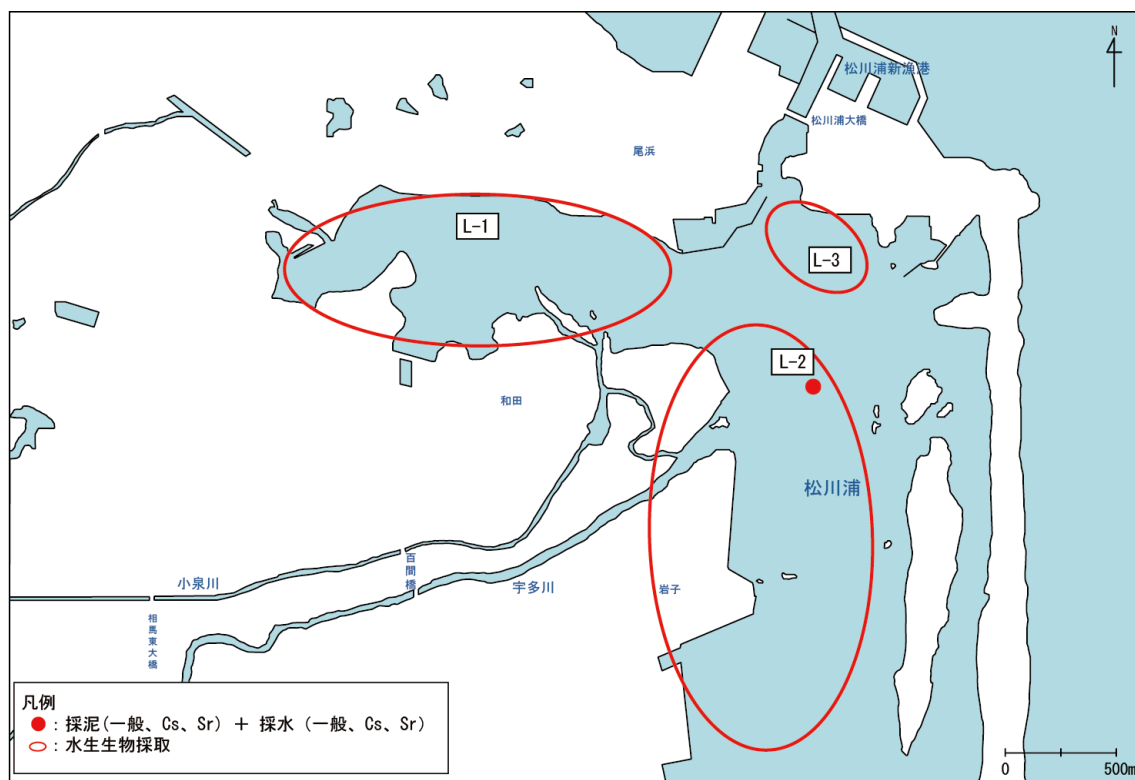 N
松川浦新漁港
松川浦大橋
尾浜
L-1
L-3
L-2
和田
松川浦
百間橋
小泉川
宇多川
岩子
相馬東大橋
凡例
：採泥(一般、Cs、Sr) ＋ 採水 (一般、Cs、Sr)
：水生生物採取
0 500m